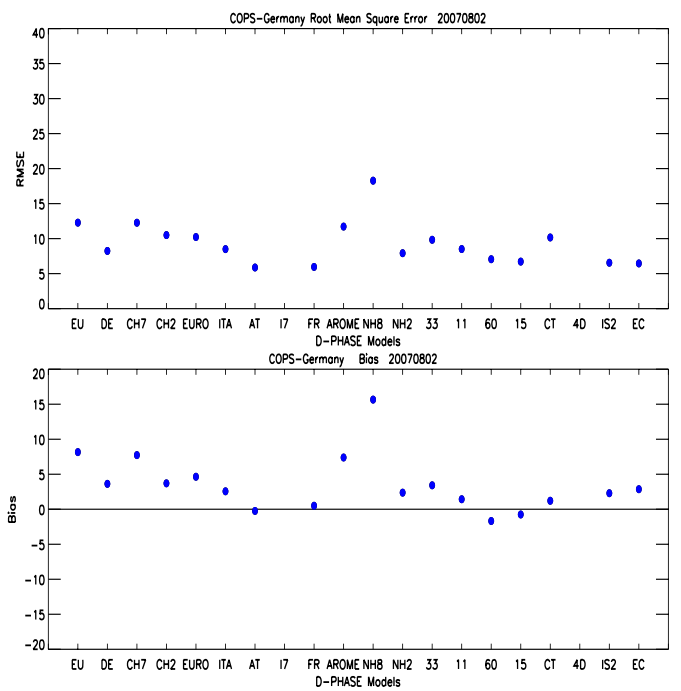 COPS-Germany Root Mean Square Error 20070802
40
35
30
25
20
15
10
5
0
RMSE
EU DE CH7 CH2 EURO ITA AT I7 FR AROME NH8 NH2 33 11 60 15 CT 4D IS2 EC
D-PHASE Models
COPS-Germany Bias 20070802
20
15
10
5
0
-5
-10
-15
-20
Bias
EU DE CH7 CH2 EURO ITA AT I7 FR AROME NH8 NH2 33 11 60 15 CT 4D IS2 EC
D-PHASE Models